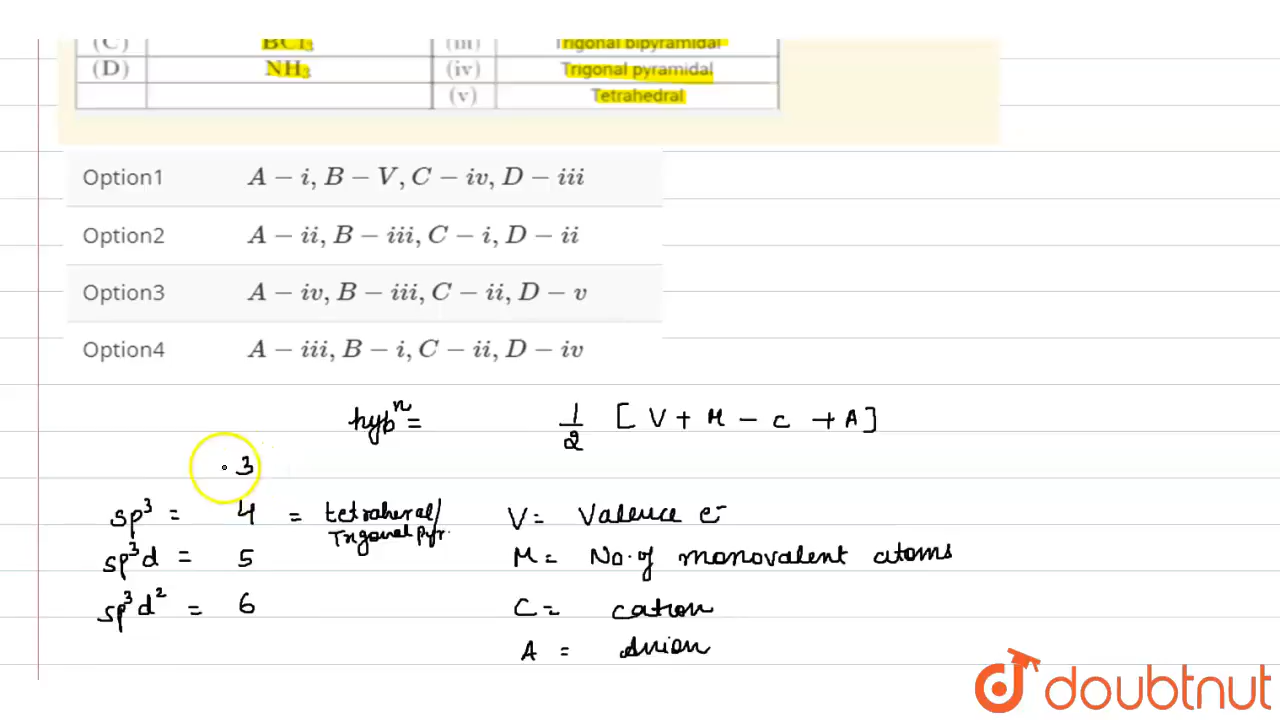 (C) BCl3 (iii) Trigonal bipyramidal
(D) NH3 (iv) Trigonal pyramidal
(v) Tetrahedral
Option1 A − i, B − V, C − iv, D − iii
Option2 A − ii, B − iii, C − i, D − ii
Option3 A − iv, B − iii, C − ii, D − v
Option4 A − iii, B − i, C − ii, D − iv
hybⁿ = 1/2 [V + M − c + A]
3
sp³ = 4 = tetraheral/
Trigonal pyr.
V = Valence e⁻
sp³d = 5
M = No. of monovalent atoms
sp³d² = 6
C = cation
A = Anion
doubtnut